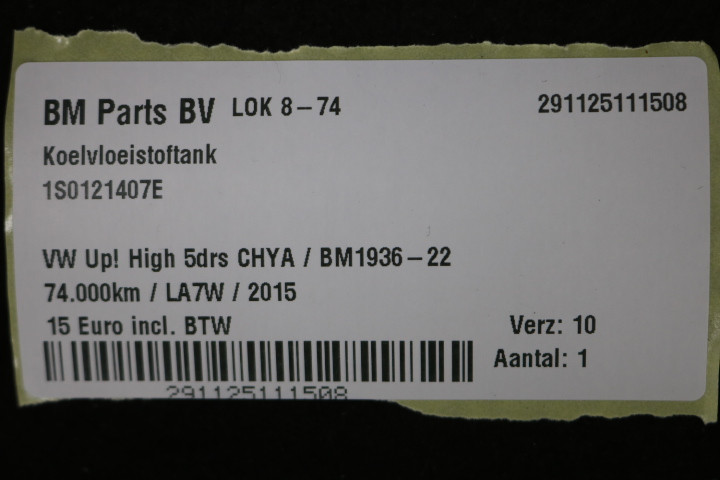 BM Parts BV LOK 8-74 291125111508
Koelvloeistoftank
1S0121407E
VW Up! High 5drs CHYA / BM1936-22
74.000km / LA7W / 2015
15 Euro incl. BTW Verz: 10
Aantal: 1
291125111508